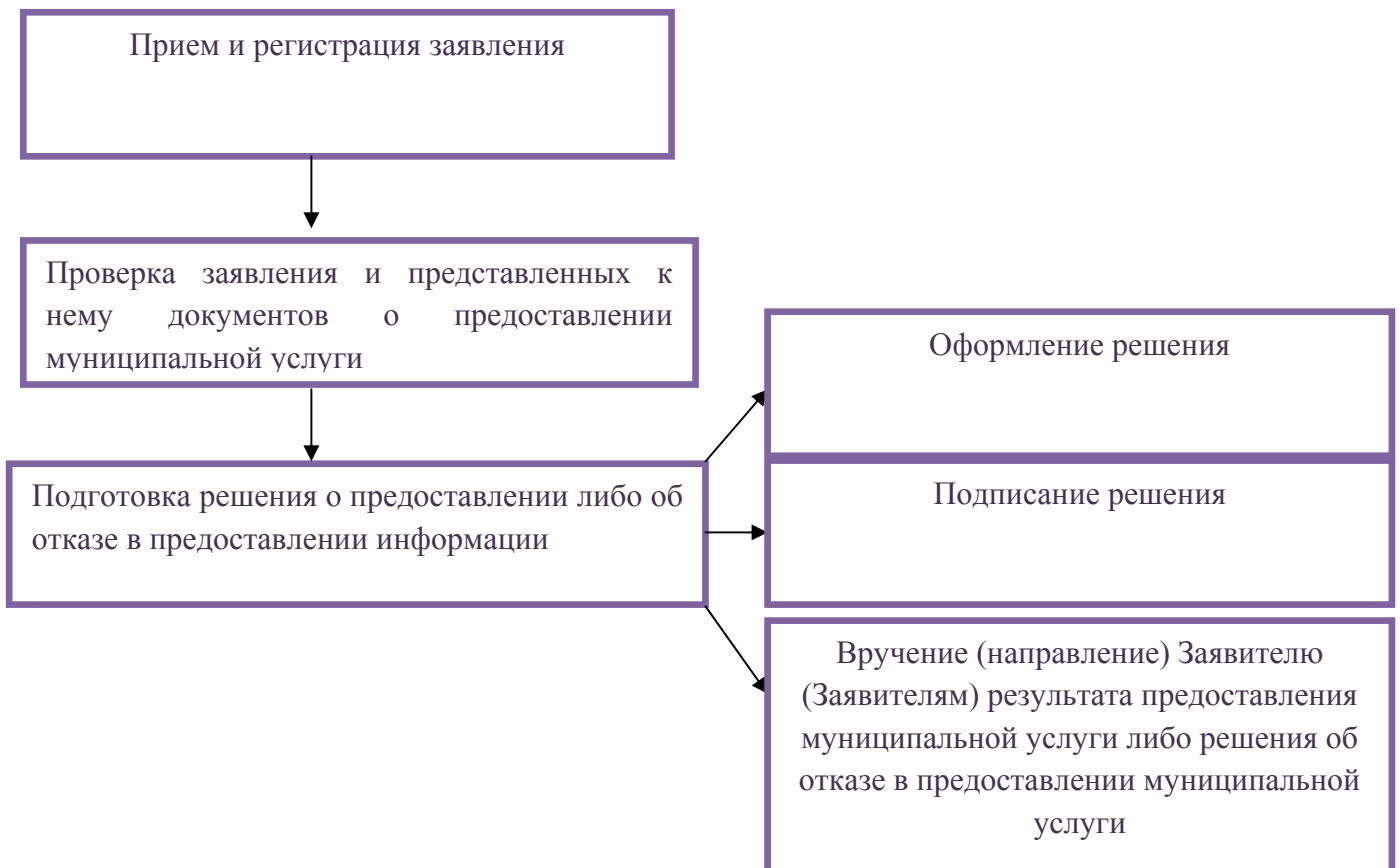 Прием и регистрация заявления
Проверка заявления и представленных к
нему документов о предоставлении
муниципальной услуги
Подготовка решения о предоставлении либо об
отказе в предоставлении информации
Оформление решения
Подписание решения
Вручение (направление) Заявителю
(Заявителям) результата предоставления
муниципальной услуги либо решения об
отказе в предоставлении муниципальной
услуги